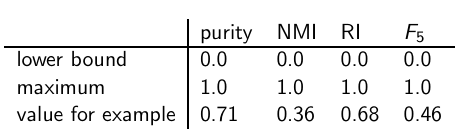 purity NMI RI F5
lower bound 0.0 0.0 0.0 0.0
maximum 1.0 1.0 1.0 1.0
value for example 0.71 0.36 0.68 0.46